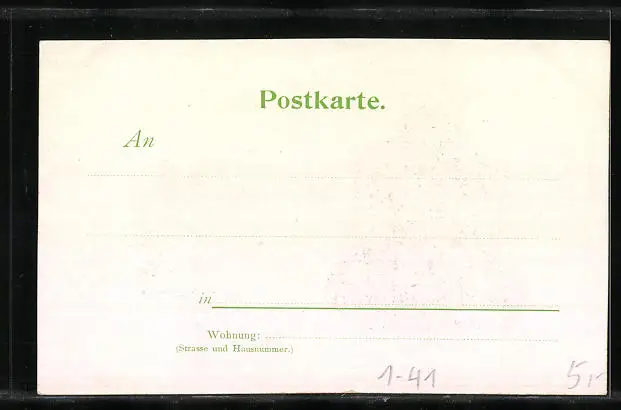 Postkarte.
An
in
Wohnung:
(Strasse und Hausnummer.)
1-41 5,-